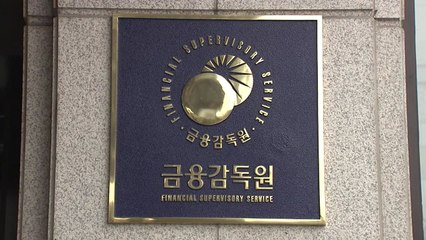 · FINANCIAL SUPERVISORY SERVICE ·
금융감독원
금융감독원
FINANCIAL SUPERVISORY SERVICE